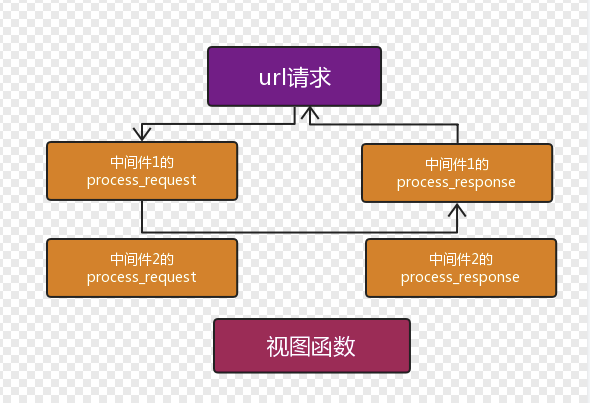 url请求
中间件1的
process_request
中间件1的
process_response
中间件2的
process_request
中间件2的
process_response
视图函数